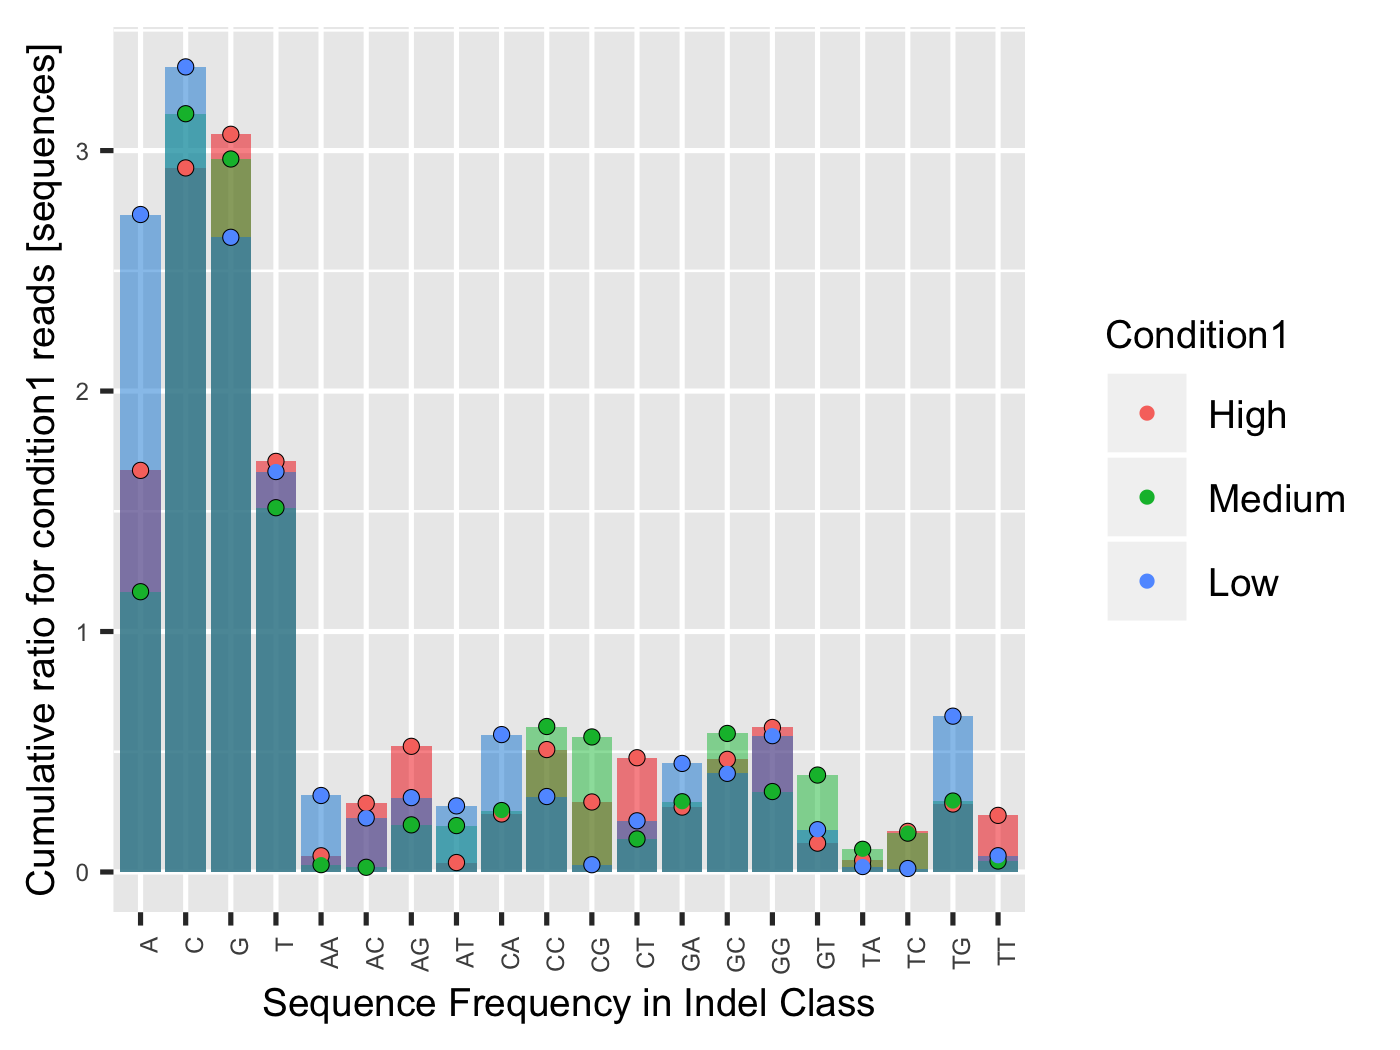 Cumulative ratio for condition1 reads [sequences]
3
2
1
0
A C G T AA AC AG AT CA CC CG CT GA GC GG GT TA TC TG TT
Sequence Frequency in Indel Class
Condition1
High
Medium
Low